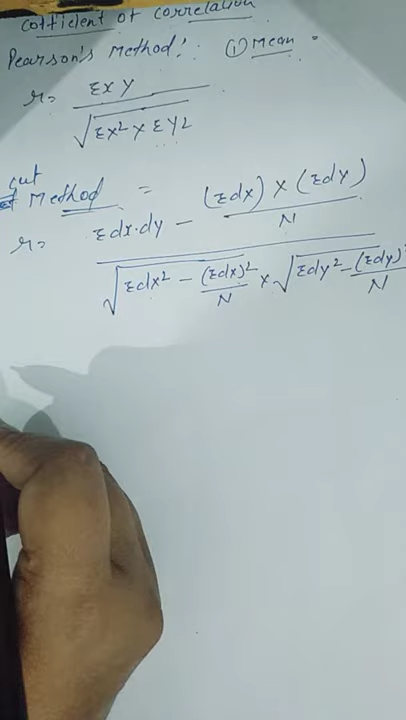 Cofficient of Correlation
Pearson's Method:. ① Mean :
r = ΣXY / √ΣX² × ΣY²
cut
Method =
r = Σdx.dy − (Σdx) × (Σdy) / N
√Σdx² − (Σdx)² / N × √Σdy² − (Σdy)² / N